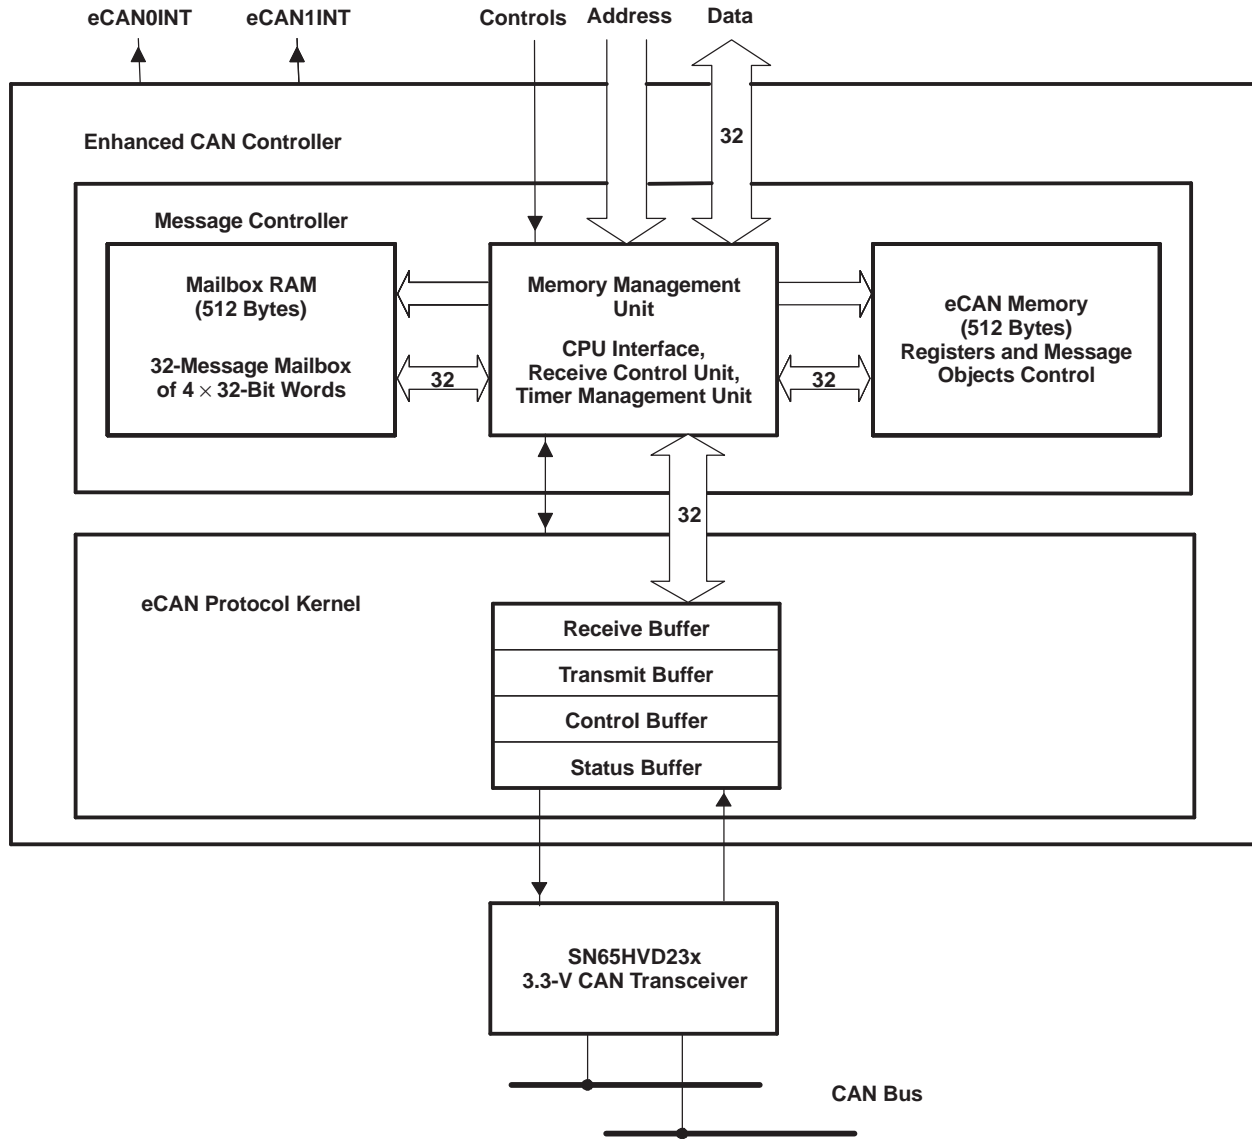 eCAN0INT eCAN1INT Controls Address Data
32
Enhanced CAN Controller
Message Controller
Mailbox RAM
(512 Bytes)
32-Message Mailbox
of 4 × 32-Bit Words
32
Memory Management
Unit
CPU Interface,
Receive Control Unit,
Timer Management Unit
32
eCAN Memory
(512 Bytes)
Registers and Message
Objects Control
32
eCAN Protocol Kernel
Receive Buffer
Transmit Buffer
Control Buffer
Status Buffer
SN65HVD23x
3.3-V CAN Transceiver
CAN Bus